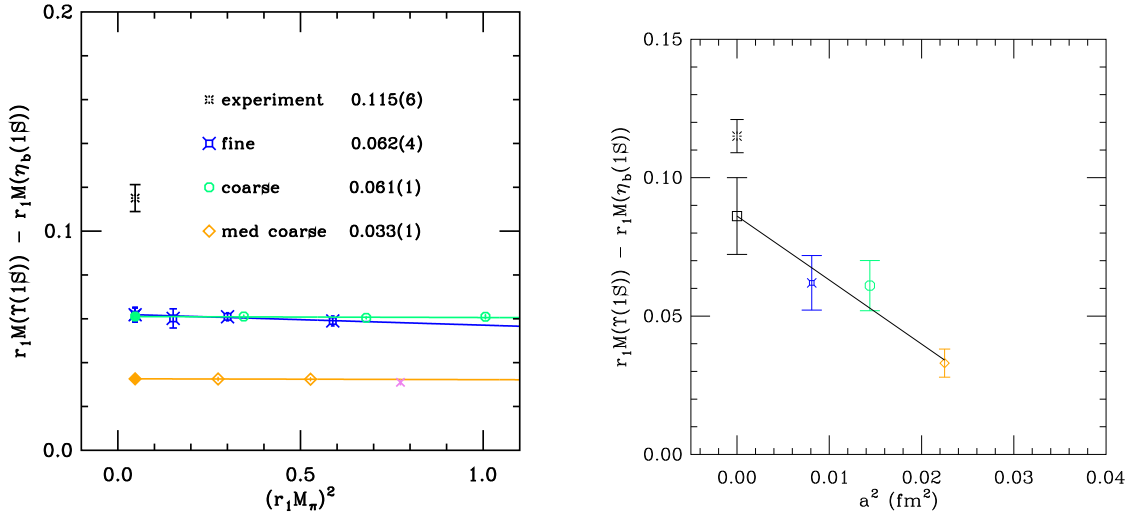 0.2
0.1
0.0
r₁M(ϒ(1S)) − r₁M(η_b(1S))
experiment 0.115(6)
fine 0.062(4)
coarse 0.061(1)
med coarse 0.033(1)
0.0 0.5 1.0
(r₁M_π)²
0.15
0.10
0.05
0.00
r₁M(ϒ(1S)) − r₁M(η_b(1S))
0.00 0.01 0.02 0.03 0.04
a² (fm²)